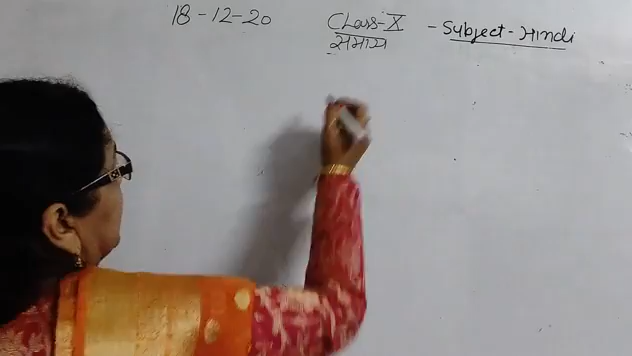 18-12-20 Class-X - Subject-Hindi
समास